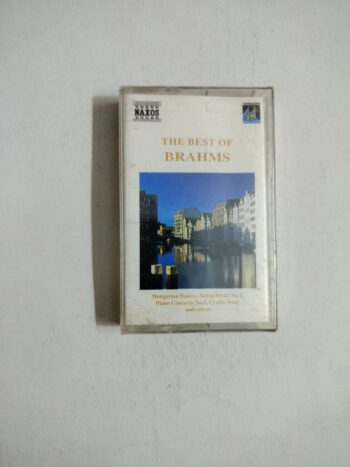 NAXOS
THE BEST OF
BRAHMS
Hungarian Dances, String Sextet No.1,
Piano Concerto No.2, Cradle Song
and others